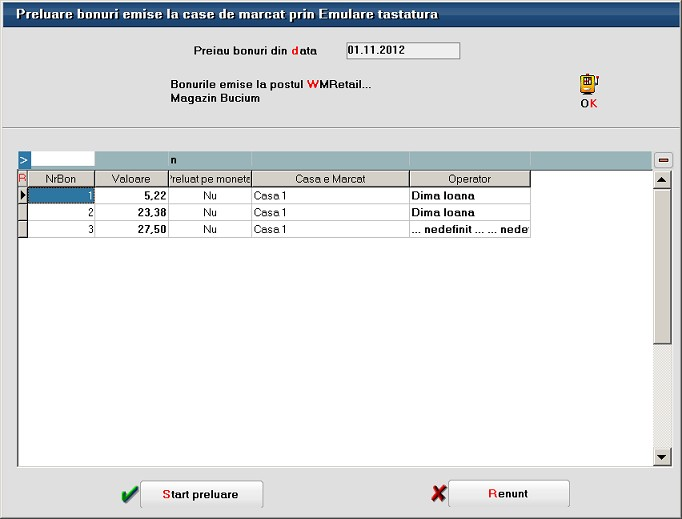 Preluare bonuri emise la case de marcat prin Emulare tastatura
Preiau bonuri din data 01.11.2012
Bonurile emise la postul WMRetail...
Magazin Bucium
OK
> n
R NrBon Valoare Preluat pe moneta Casa e Marcat Operator
1 5,22 Nu Casa 1 Dima Ioana
2 23,38 Nu Casa 1 Dima Ioana
3 27,50 Nu Casa 1 ... nedefinit ... ... nede
Start preluare Renunt